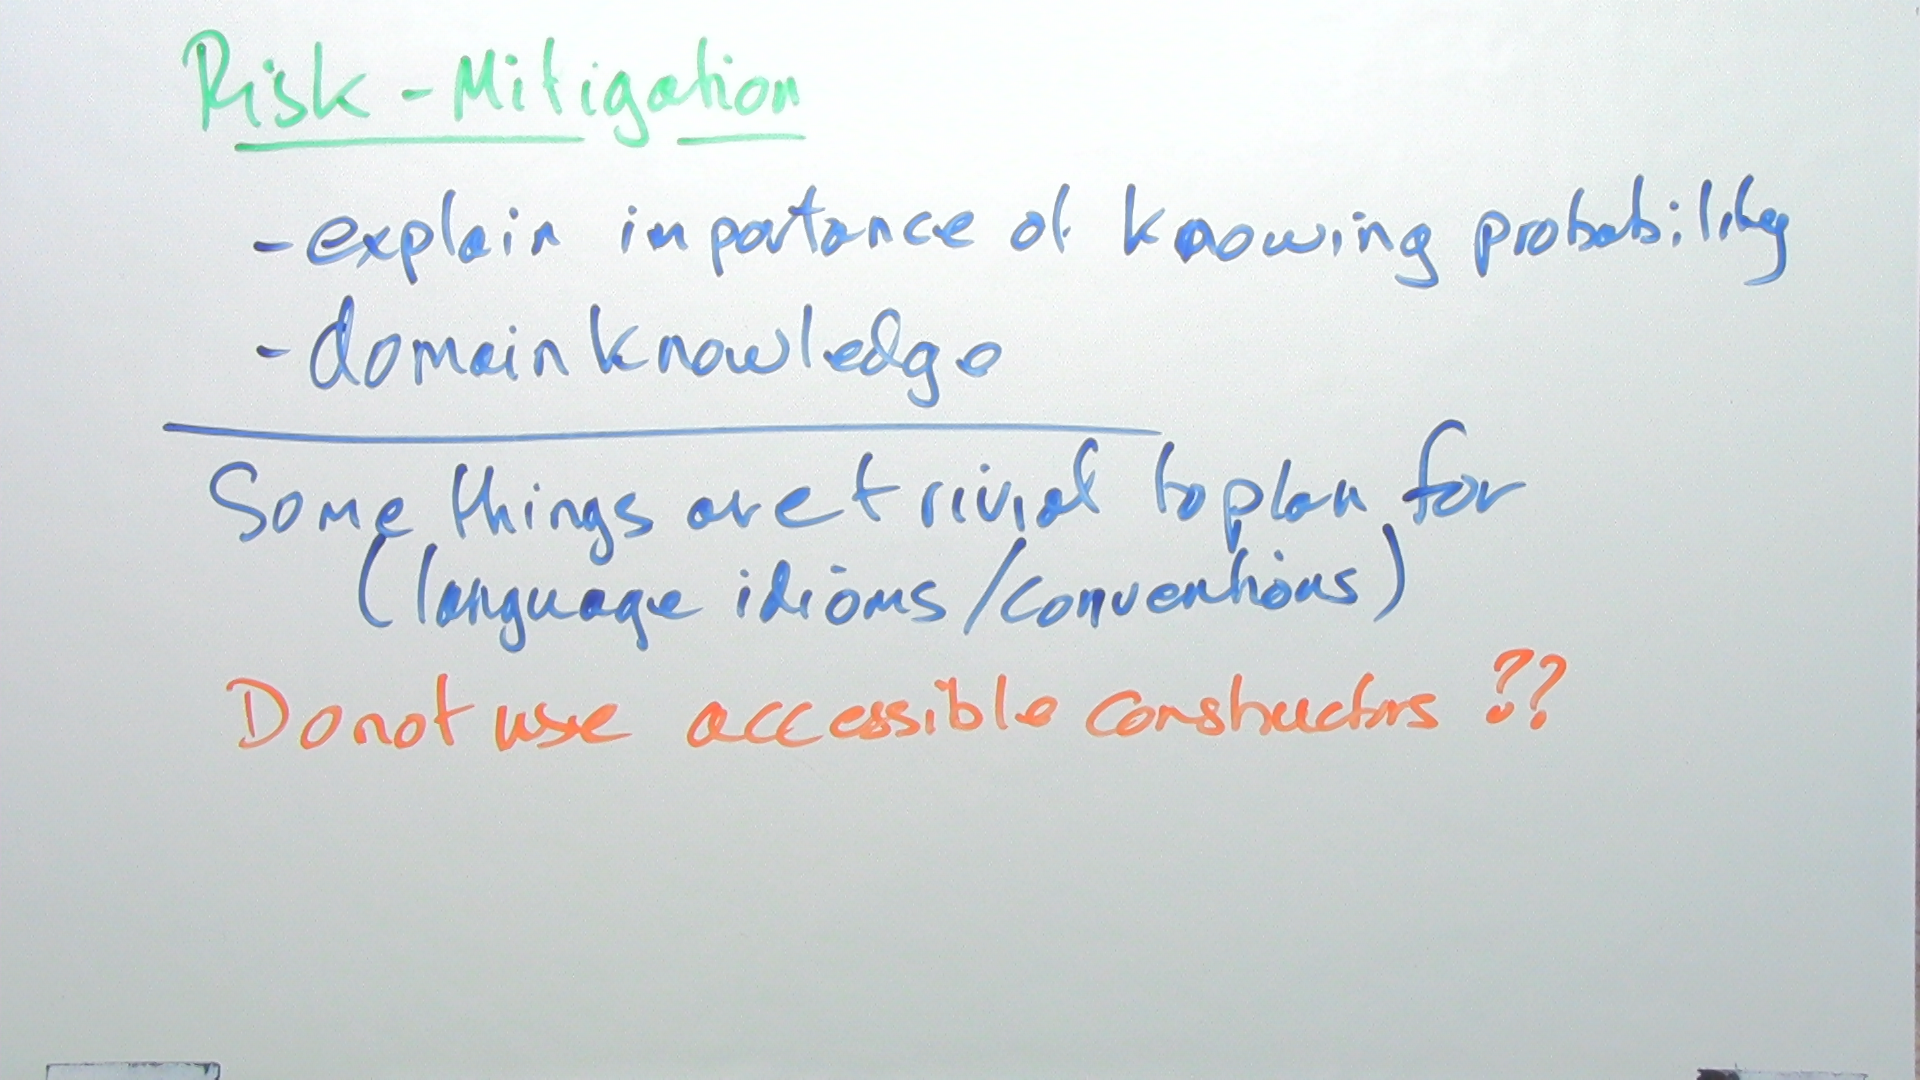 Risk-Mitigation
- explain importance of knowing probability
- domain knowledge
Some things are trivial to plan for
(language idioms/conventions)
Do not use accessible constructors ??